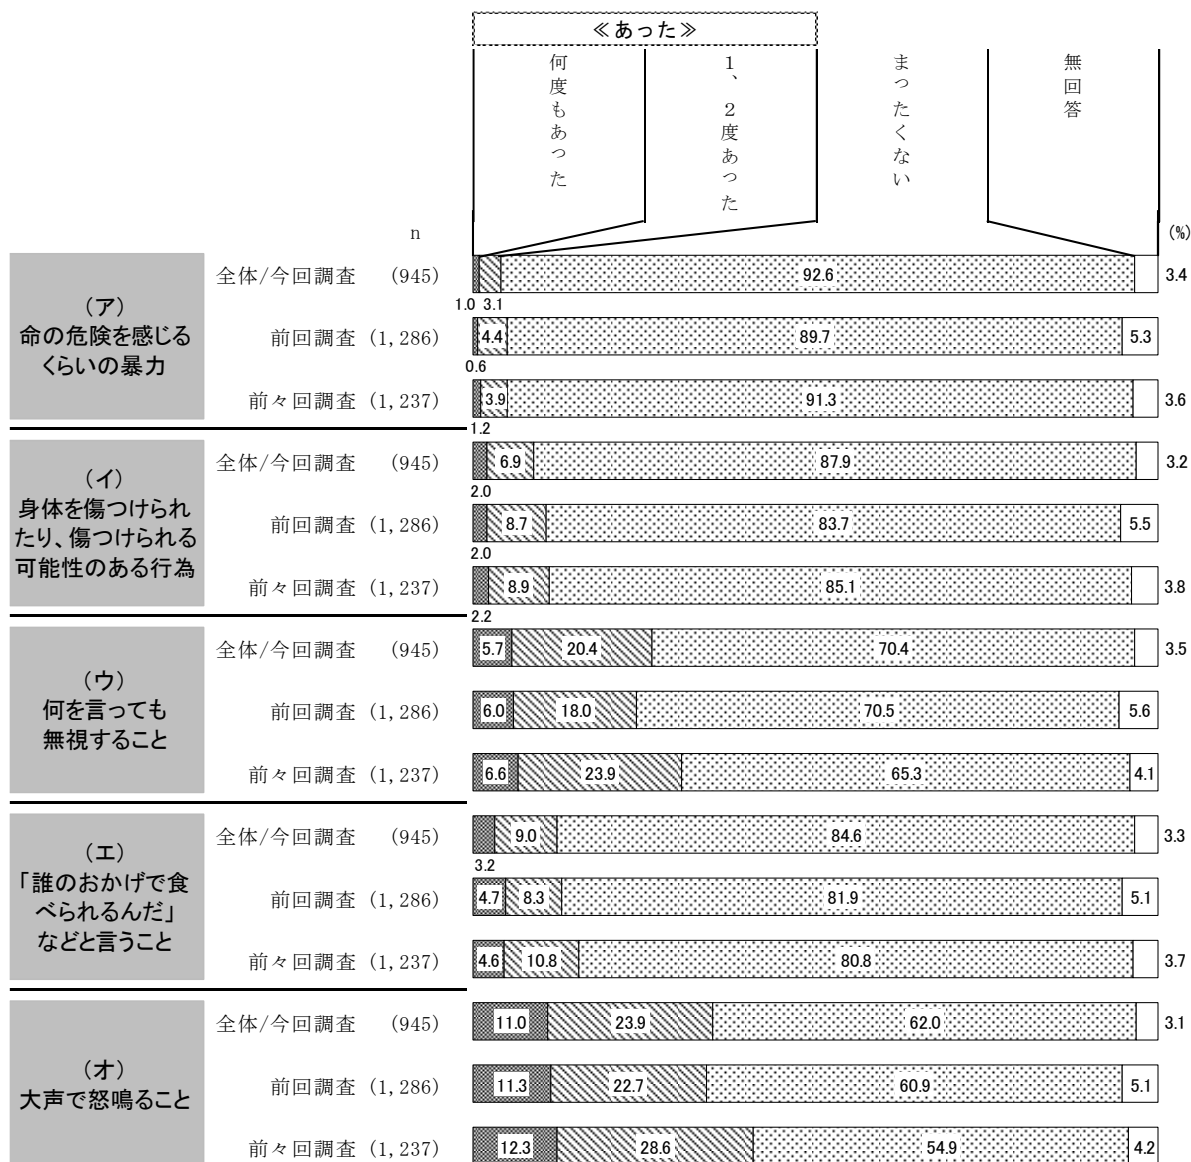 ≪あった≫
何度もあった
1、2度あった
まったくない
無回答
n
(%)
(ア)
命の危険を感じる
くらいの暴力
全体/今回調査 (945)
92.6
3.4
1.0 3.1
前回調査 (1,286)
4.4
89.7
5.3
0.6
前々回調査 (1,237)
3.9
91.3
3.6
1.2
(イ)
身体を傷つけられ
たり、傷つけられる
可能性のある行為
全体/今回調査 (945)
6.9
87.9
3.2
2.0
前回調査 (1,286)
8.7
83.7
5.5
2.0
前々回調査 (1,237)
8.9
85.1
3.8
2.2
(ウ)
何を言っても
無視すること
全体/今回調査 (945)
5.7
20.4
70.4
3.5
前回調査 (1,286)
6.0
18.0
70.5
5.6
前々回調査 (1,237)
6.6
23.9
65.3
4.1
(エ)
「誰のおかげで食
べられるんだ」
などと言うこと
全体/今回調査 (945)
9.0
84.6
3.3
3.2
前回調査 (1,286)
4.7
8.3
81.9
5.1
前々回調査 (1,237)
4.6
10.8
80.8
3.7
(オ)
大声で怒鳴ること
全体/今回調査 (945)
11.0
23.9
62.0
3.1
前回調査 (1,286)
11.3
22.7
60.9
5.1
前々回調査 (1,237)
12.3
28.6
54.9
4.2